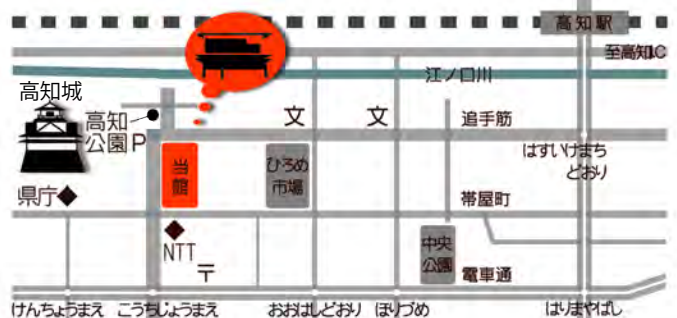 高知駅
至高知I.C
江ノ口川
高知城
高知
公園P
文
文
追手筋
はすいけまち
どおり
当館
ひろめ
市場
県庁
帯屋町
NTT
〒
中央
公園
電車通
けんちょうまえ
こうちじょうまえ
おおはしどおり
ほりづめ
はりまやばし